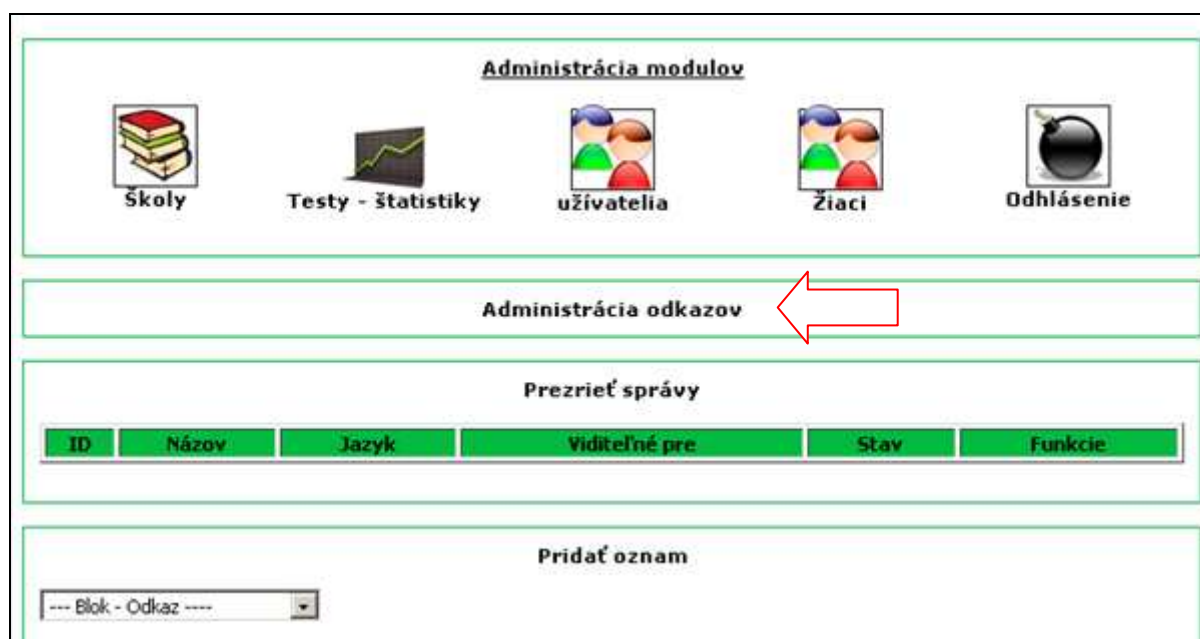 Administrácia modulov
Školy
Testy - štatistiky
užívatelia
Žiaci
Odhlásenie
Administrácia odkazov
Prezrieť správy
ID Názov Jazyk Viditeľné pre Stav Funkcie
Pridať oznam
--- Blok - Odkaz ----